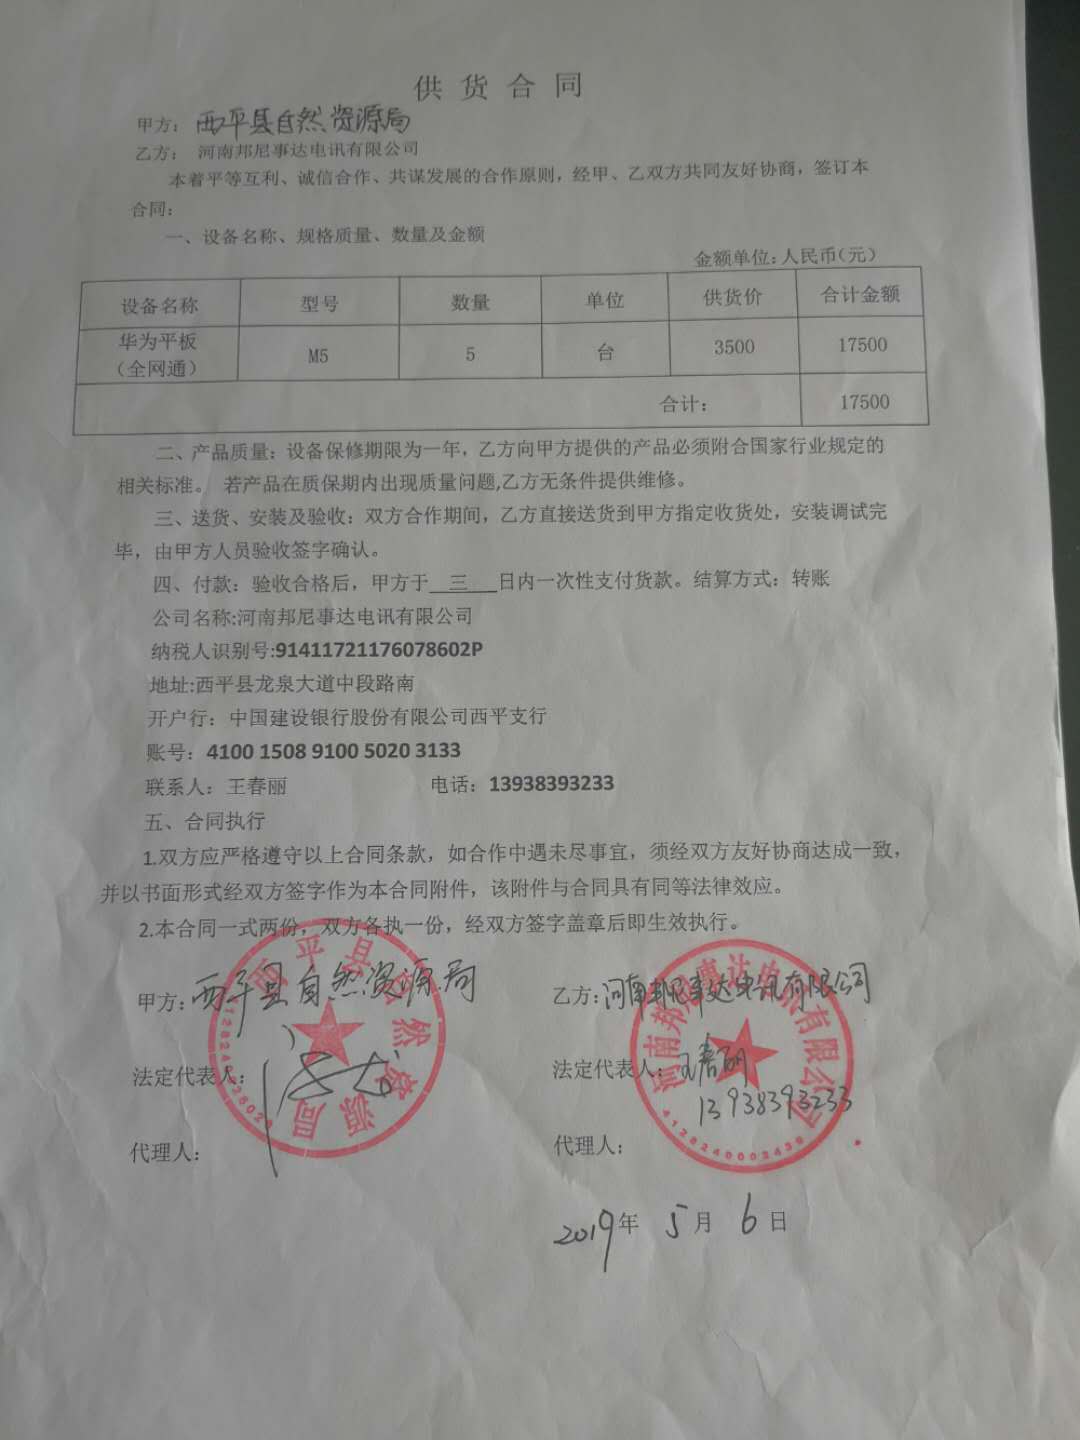 供货合同
甲方：西平县自然资源局
乙方：河南邦尼事达电讯有限公司
本着平等互利、诚信合作、共谋发展的合作原则，经甲、乙双方共同友好协商，签订本
合同：
一、设备名称、规格质量、数量及金额
金额单位：人民币（元）
设备名称 型号 数量 单位 供货价 合计金额
华为平板
（全网通） M5 5 台 3500 17500
合计： 17500
二、产品质量：设备保修期限为一年，乙方向甲方提供的产品必须附合国家行业规定的
相关标准。 若产品在质保期内出现质量问题,乙方无条件提供维修。
三、送货、安装及验收：双方合作期间，乙方直接送货到甲方指定收货处，安装调试完
毕，由甲方人员验收签字确认。
四、付款：验收合格后，甲方于 三 日内一次性支付货款。结算方式：转账
公司名称:河南邦尼事达电讯有限公司
纳税人识别号:91411721176078602P
地址:西平县龙泉大道中段路南
开户行：中国建设银行股份有限公司西平支行
账号：4100 1508 9100 5020 3133
联系人：王春丽 电话：13938393233
五、合同执行
1.双方应严格遵守以上合同条款，如合作中遇未尽事宜，须经双方友好协商达成一致，
并以书面形式经双方签字作为本合同附件，该附件与合同具有同等法律效应。
2.本合同一式两份，双方各执一份，经双方签字盖章后即生效执行。
甲方：西平县自然资源局 乙方：河南邦尼事达电讯有限公司
西平县自然资源局
河南邦尼事达电讯有限公司
4128240002439
法定代表人： 法定代表人：王春丽
13938393233
代理人： 代理人：
2019年 5月 6日